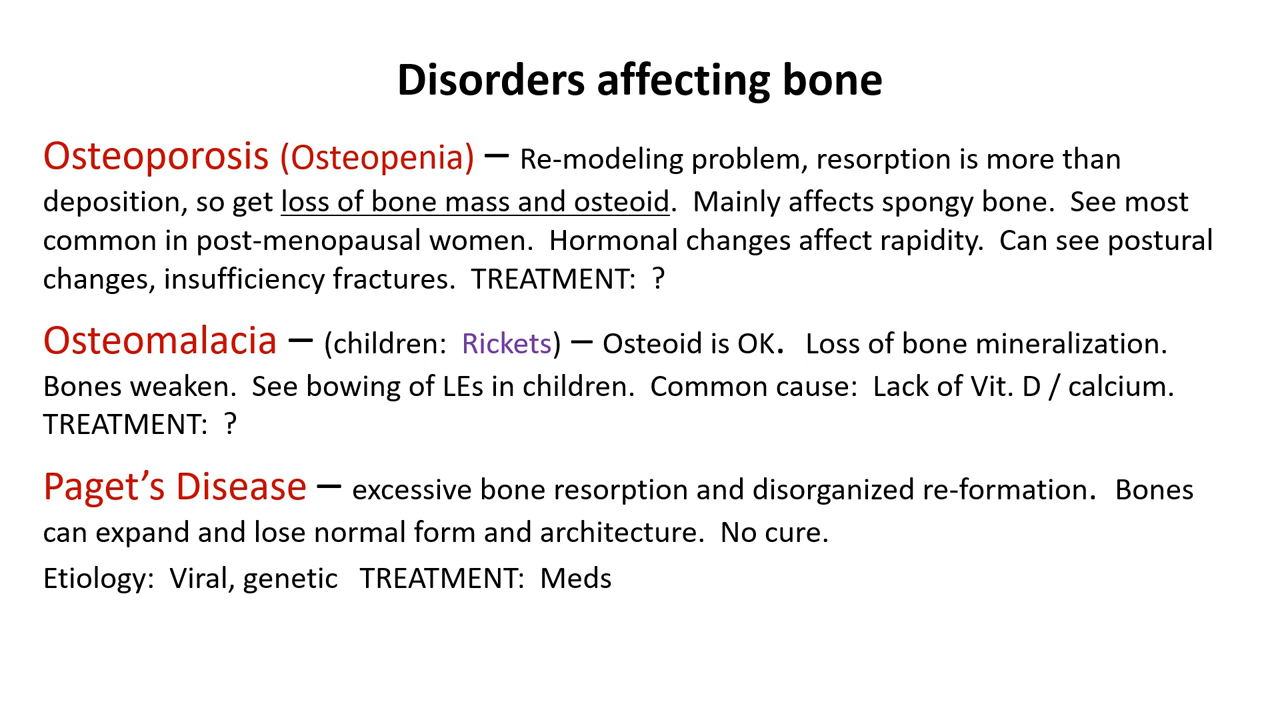 Disorders affecting bone
Osteoporosis (Osteopenia) – Re-modeling problem, resorption is more than
deposition, so get loss of bone mass and osteoid.  Mainly affects spongy bone.  See most
common in post-menopausal women.  Hormonal changes affect rapidity.  Can see postural
changes, insufficiency fractures.  TREATMENT:  ?
Osteomalacia – (children:  Rickets) – Osteoid is OK.  Loss of bone mineralization.
Bones weaken.  See bowing of LEs in children.  Common cause:  Lack of Vit. D / calcium.
TREATMENT:  ?
Paget’s Disease – excessive bone resorption and disorganized re-formation.  Bones
can expand and lose normal form and architecture.  No cure.
Etiology:  Viral, genetic   TREATMENT:  Meds